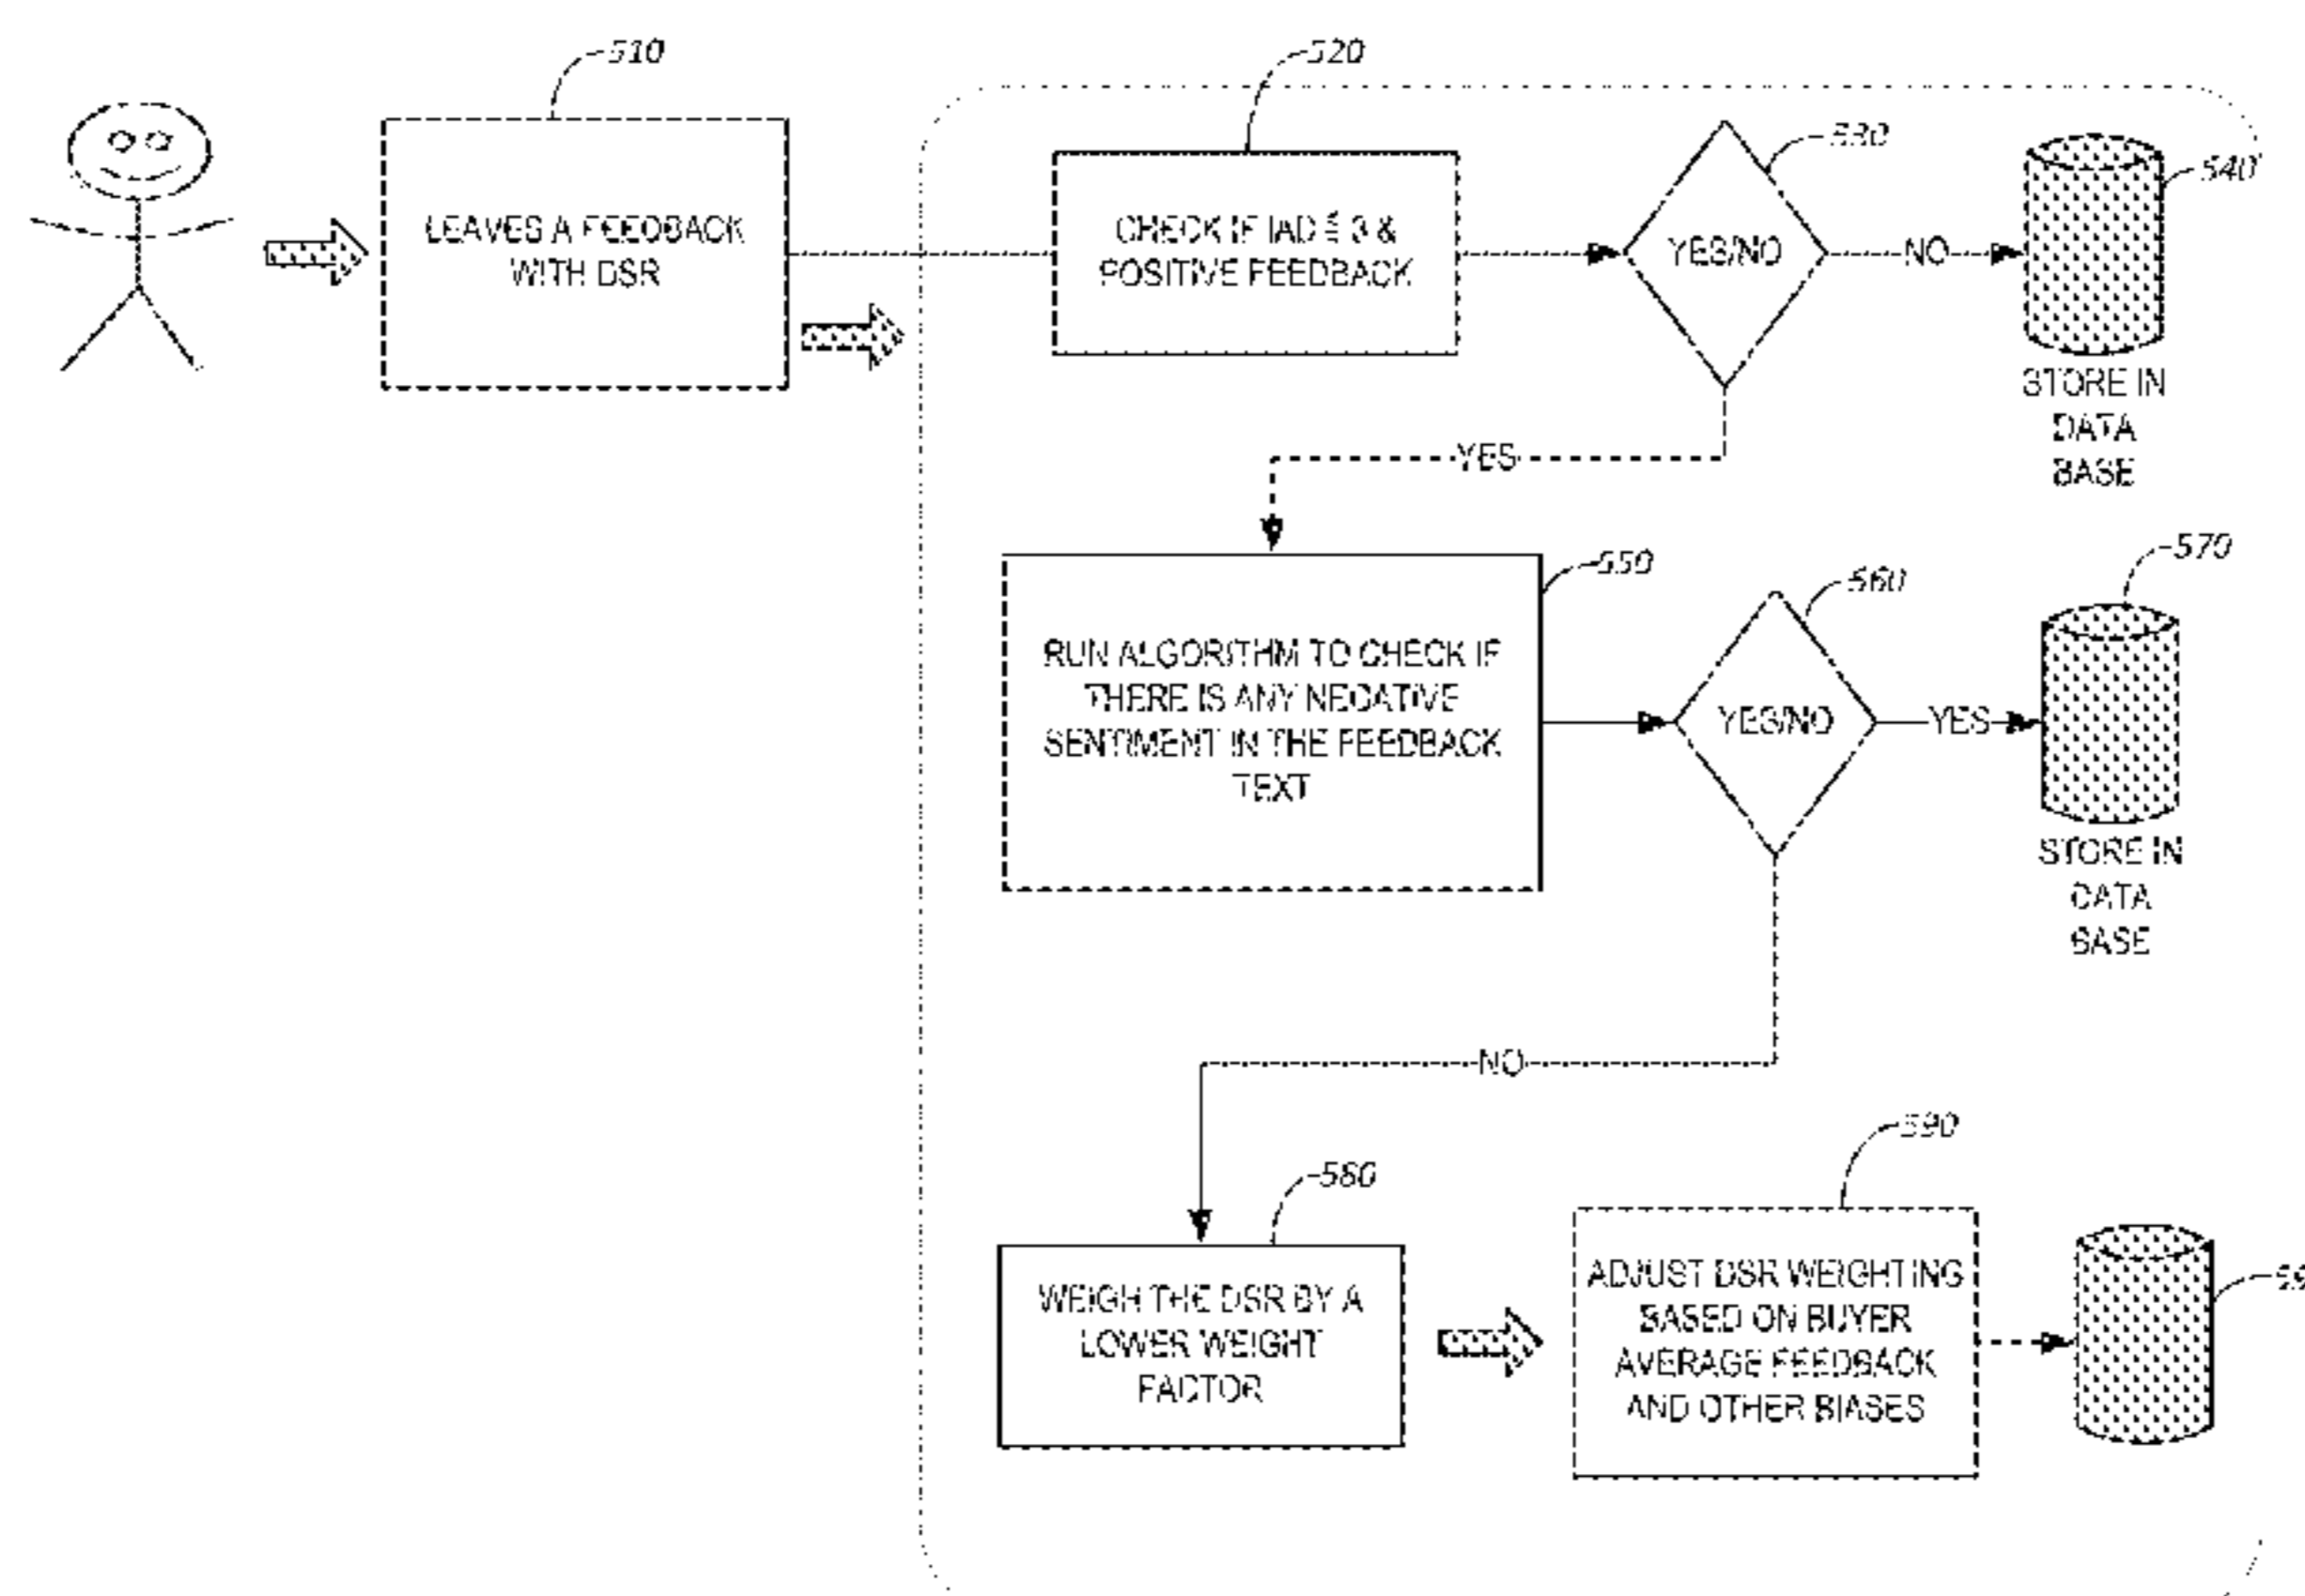 510
520
530
540
LEAVES A FEEDBACK
WITH DSR
CHECK IF IAD ≦ 3 &
POSITIVE FEEDBACK
YES/NO
NO
STORE IN
DATA
BASE
YES
550
560
570
RUN ALGORITHM TO CHECK IF
THERE IS ANY NEGATIVE
SENTIMENT IN THE FEEDBACK
TEXT
YES/NO
YES
STORE IN
DATA
BASE
NO
580
590
WEIGH THE DSR BY A
LOWER WEIGHT
FACTOR
ADJUST DSR WEIGHTING
BASED ON BUYER
AVERAGE FEEDBACK
AND OTHER BIASES